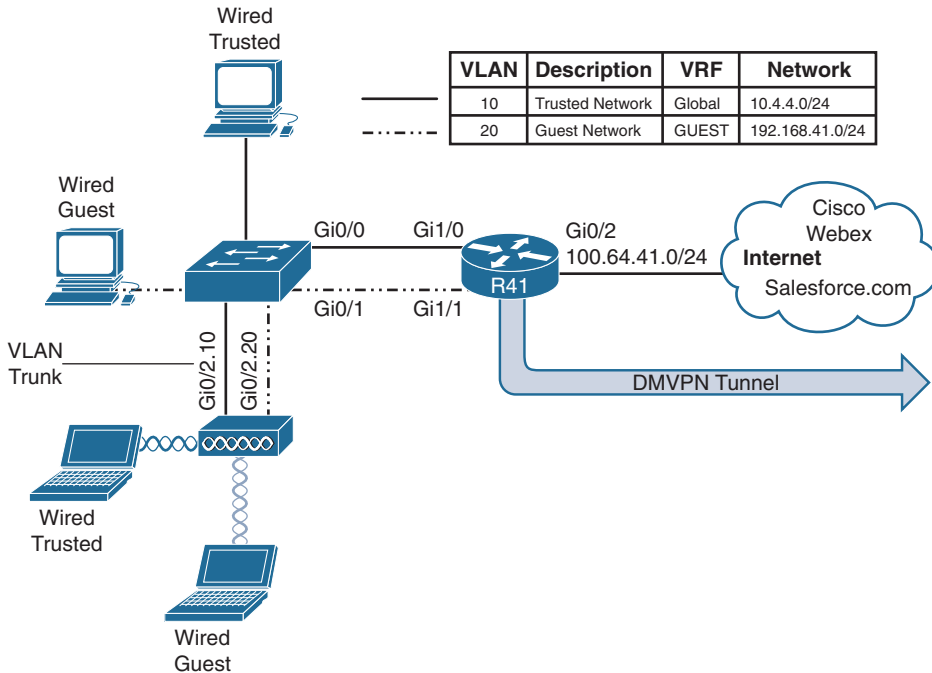 Wired
Trusted
VLAN Description VRF Network
10 Trusted Network Global 10.4.4.0/24
20 Guest Network GUEST 192.168.41.0/24
Wired
Guest
Gi0/0
Gi1/0
Gi0/2
100.64.41.0/24
Cisco
Webex
Internet
Salesforce.com
R41
Gi0/1
Gi1/1
VLAN
Trunk
Gi0/2.10
Gi0/2.20
DMVPN Tunnel
Wired
Trusted
Wired
Guest